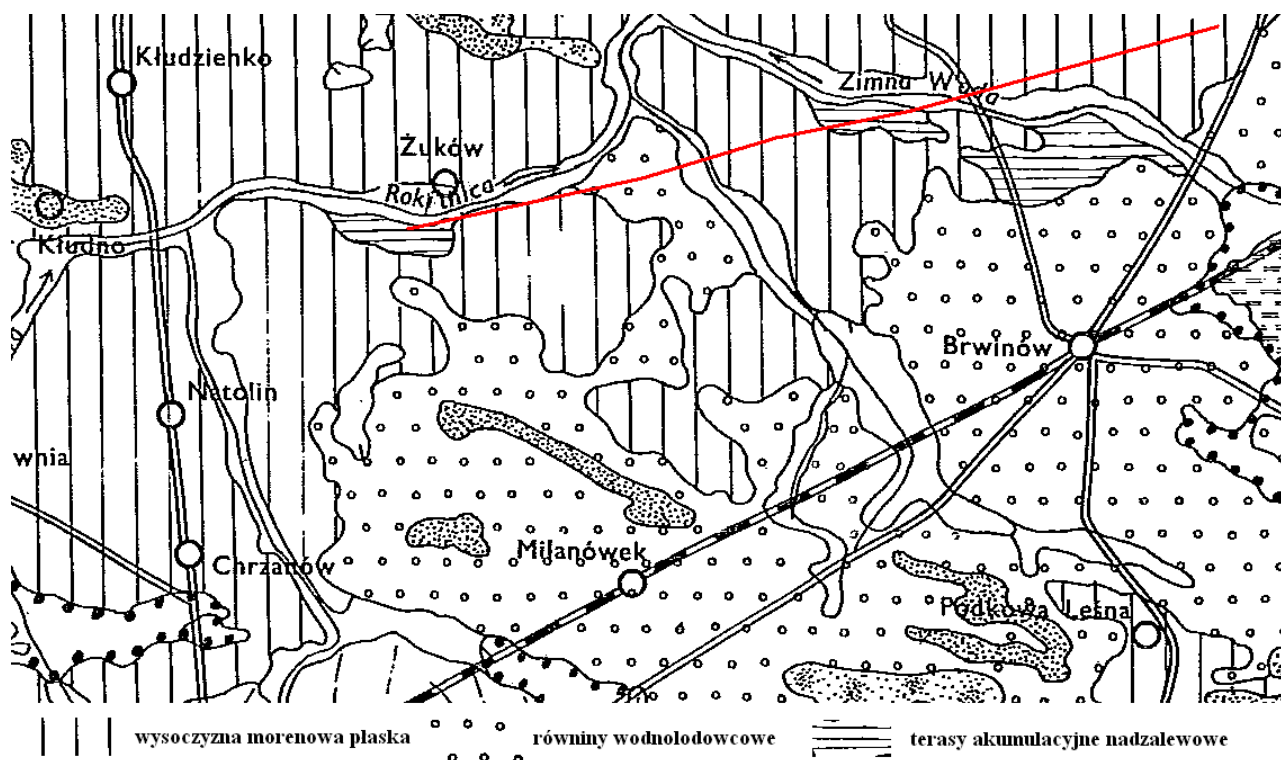 Kłudzienko
Zimna Woda
Żuków
Rokitnica
Kłudno
Brwinów
Natolin
wnia
Chrzanów
Milanówek
Podkowa Leśna
wysoczyzna morenowa płaska
równiny wodnolodowcowe
terasy akumulacyjne nadzalewowe